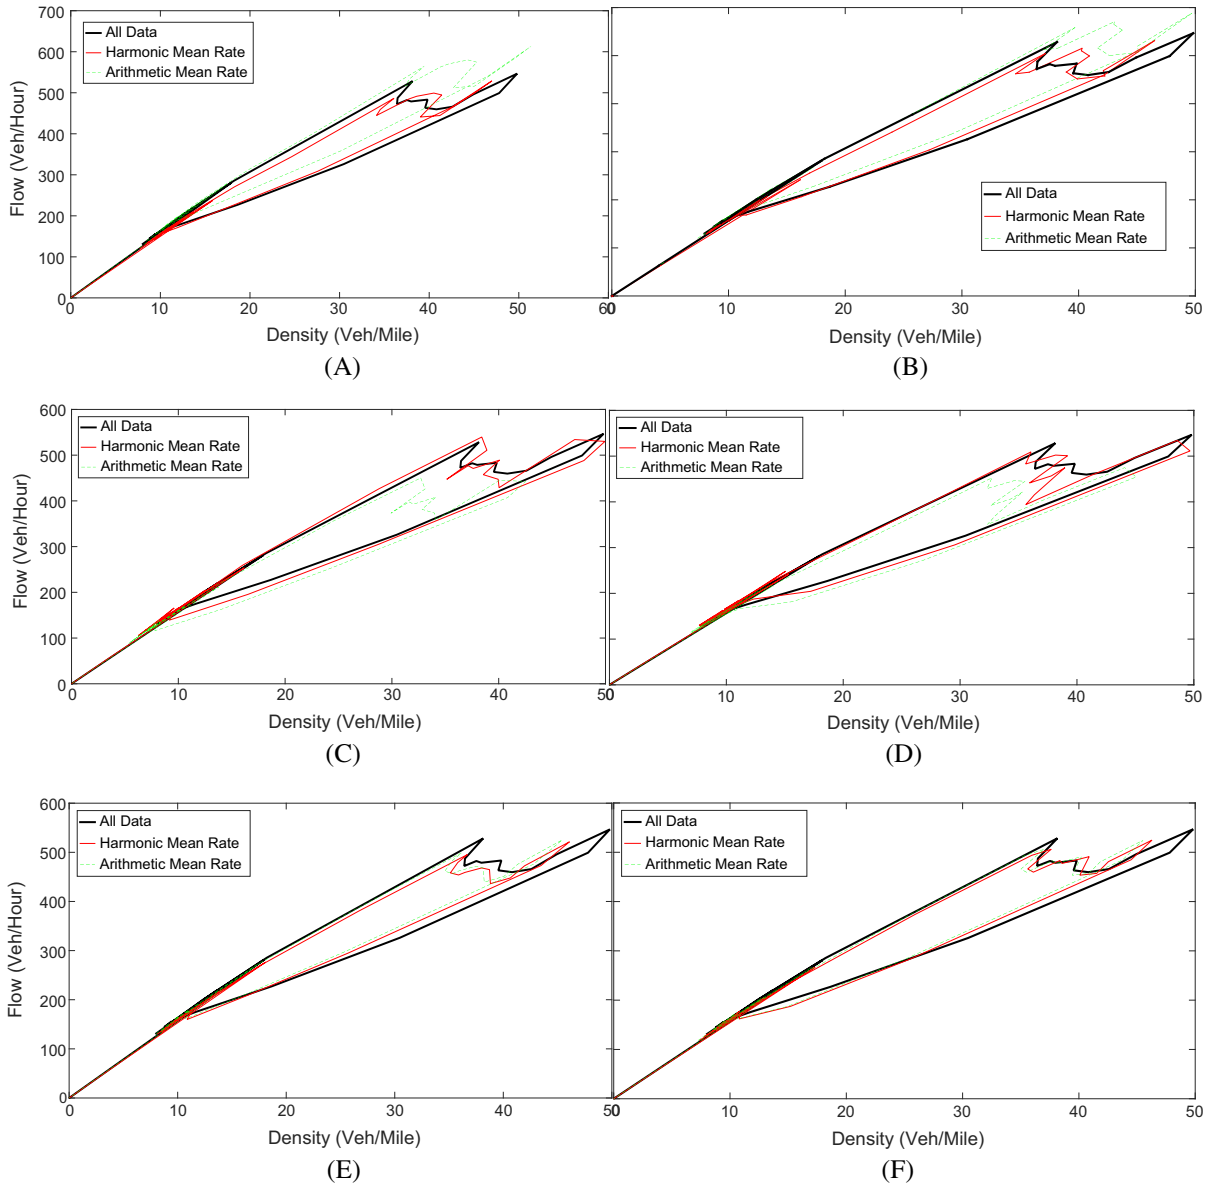 700
600
500
400
300
200
100
0
Flow (Veh/Hour)
All Data
Harmonic Mean Rate
Arithmetic Mean Rate
0 10 20 30 40 50 60
Density (Veh/Mile)
(A)
All Data
Harmonic Mean Rate
Arithmetic Mean Rate
0 10 20 30 40 50
Density (Veh/Mile)
(B)
600
500
400
300
200
100
0
Flow (Veh/Hour)
All Data
Harmonic Mean Rate
Arithmetic Mean Rate
0 10 20 30 40 50
Density (Veh/Mile)
(C)
All Data
Harmonic Mean Rate
Arithmetic Mean Rate
0 10 20 30 40 50
Density (Veh/Mile)
(D)
600
500
400
300
200
100
0
Flow (Veh/Hour)
All Data
Harmonic Mean Rate
Arithmetic Mean Rate
0 10 20 30 40 50
Density (Veh/Mile)
(E)
All Data
Harmonic Mean Rate
Arithmetic Mean Rate
0 10 20 30 40 50
Density (Veh/Mile)
(F)